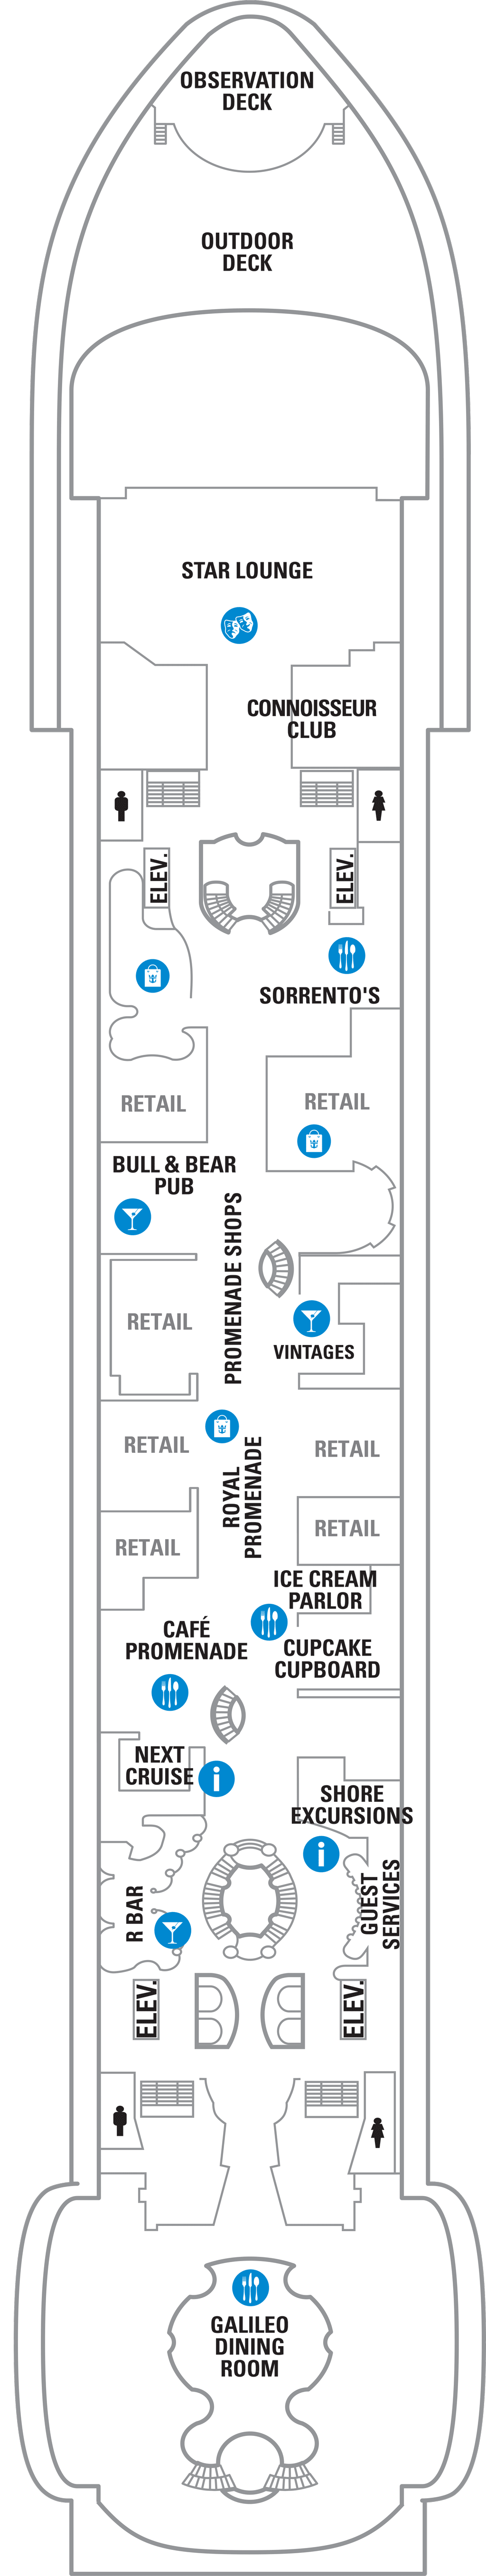 OBSERVATION
DECK
OUTDOOR
DECK
STAR LOUNGE
CONNOISSEUR
CLUB
ELEV.
ELEV.
SORRENTO'S
RETAIL
RETAIL
BULL & BEAR
PUB
PROMENADE SHOPS
RETAIL
VINTAGES
RETAIL
ROYAL
PROMENADE
RETAIL
RETAIL
RETAIL
ICE CREAM
PARLOR
CAFÉ
PROMENADE
CUPCAKE
CUPBOARD
NEXT
CRUISE
SHORE
EXCURSIONS
R BAR
GUEST
SERVICES
ELEV.
ELEV.
GALILEO
DINING
ROOM